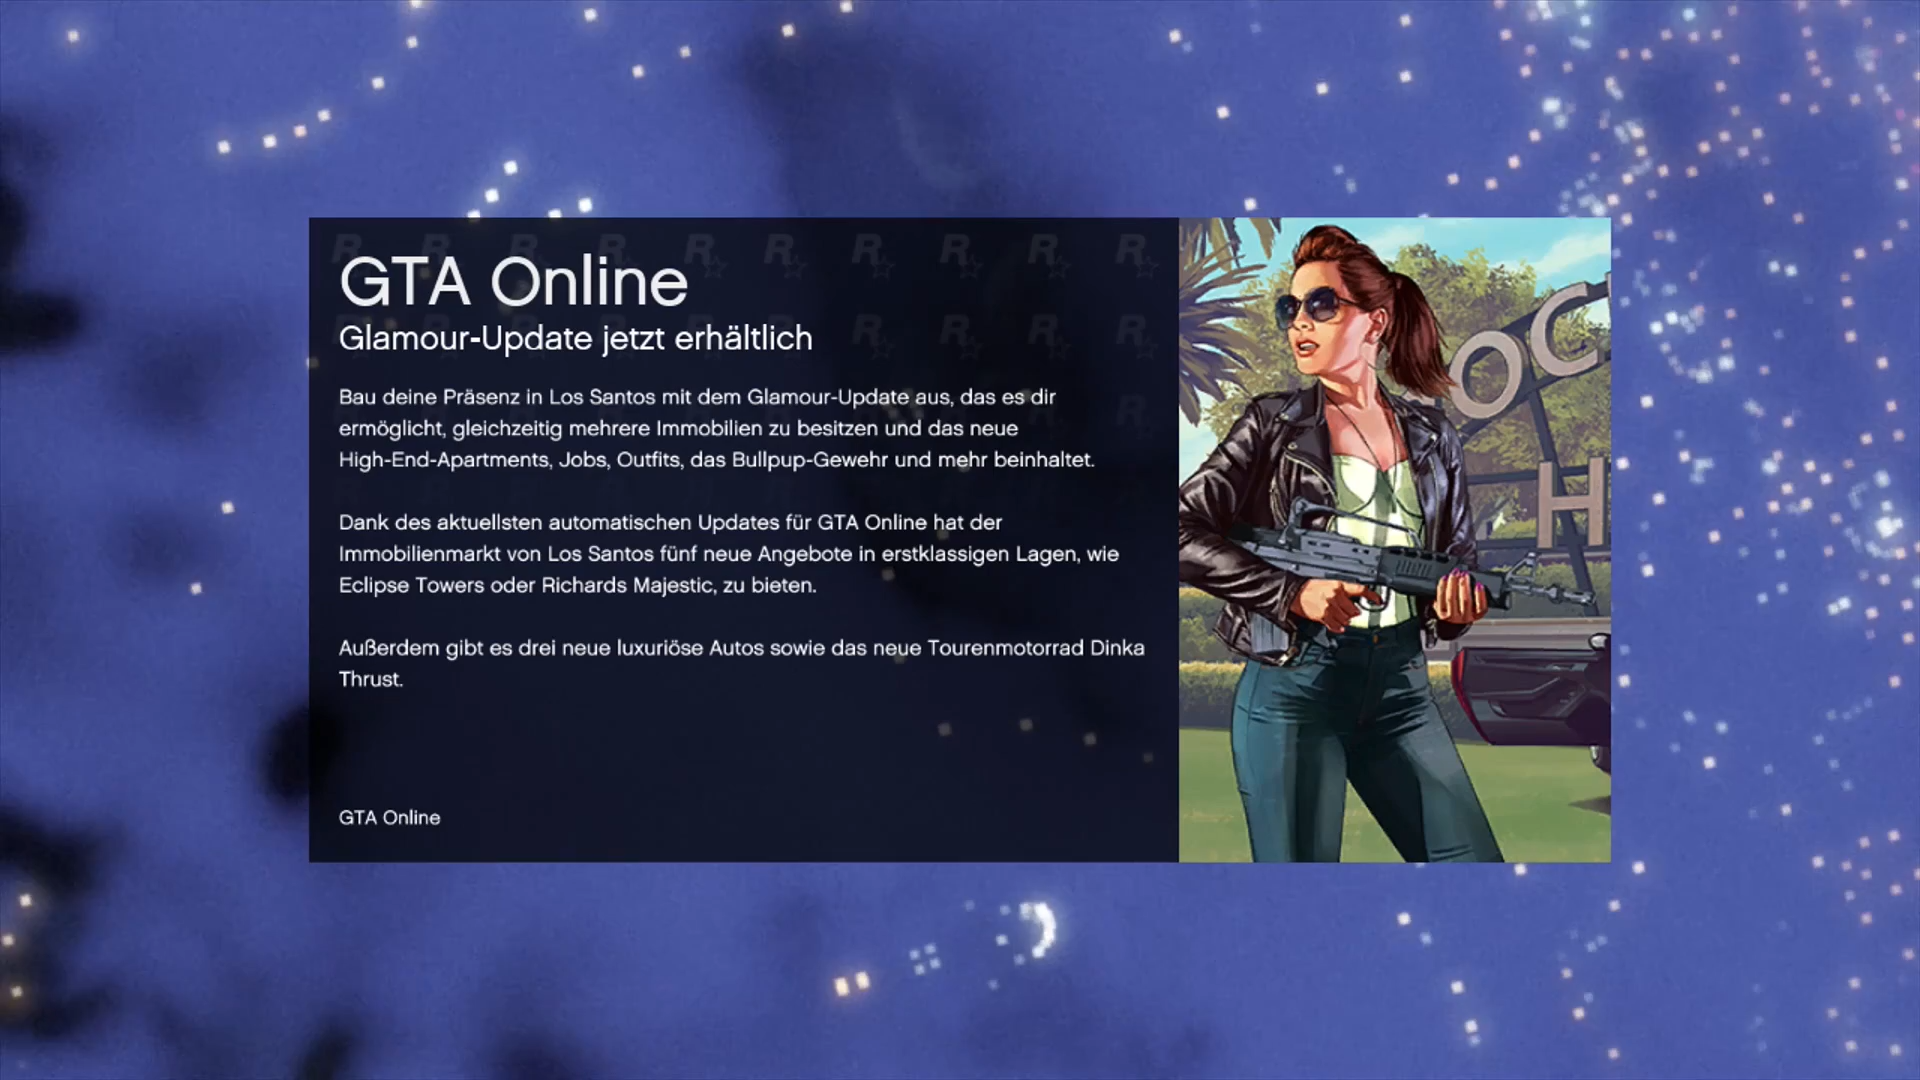 GTA Online
Glamour-Update jetzt erhältlich
Bau deine Präsenz in Los Santos mit dem Glamour-Update aus, das es dir
ermöglicht, gleichzeitig mehrere Immobilien zu besitzen und das neue
High-End-Apartments, Jobs, Outfits, das Bullpup-Gewehr und mehr beinhaltet.
Dank des aktuellsten automatischen Updates für GTA Online hat der
Immobilienmarkt von Los Santos fünf neue Angebote in erstklassigen Lagen, wie
Eclipse Towers oder Richards Majestic, zu bieten.
Außerdem gibt es drei neue luxuriöse Autos sowie das neue Tourenmotorrad Dinka
Thrust.
GTA Online
OC
H